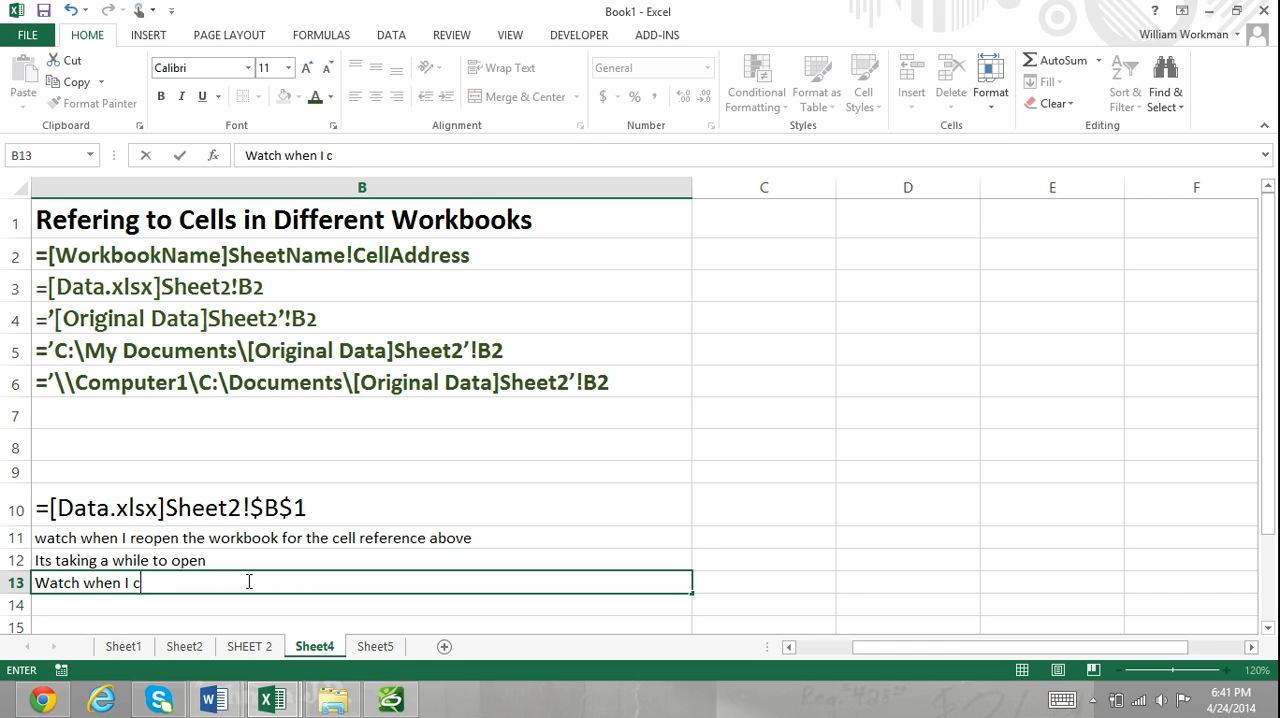 Book1 - Excel
?
FILE HOME INSERT PAGE LAYOUT FORMULAS DATA REVIEW VIEW DEVELOPER ADD-INS William Workman
Paste Cut Copy Format Painter
Clipboard
Calibri 11 A A
B I U A
Font
Wrap Text
Merge & Center
Alignment
General
$ % , .0 .00 .00 .0
Number
Conditional Formatting Format as Table Cell Styles
Styles
Insert Delete Format
Cells
AutoSum Fill Clear Sort & Filter Find & Select
Editing
B13 fx Watch when I c
B C D E F
1 Refering to Cells in Different Workbooks
2 =[WorkbookName]SheetName!CellAddress
3 =[Data.xlsx]Sheet2!B2
4 =’[Original Data]Sheet2’!B2
5 =’C:\My Documents\[Original Data]Sheet2’!B2
6 =’\\Computer1\C:\Documents\[Original Data]Sheet2’!B2
7
8
9
10 =[Data.xlsx]Sheet2!$B$1
11 watch when I reopen the workbook for the cell reference above
12 Its taking a while to open
13 Watch when I c
14
15
Sheet1 Sheet2 SHEET 2 Sheet4 Sheet5
ENTER 120%
6:41 PM
4/24/2014